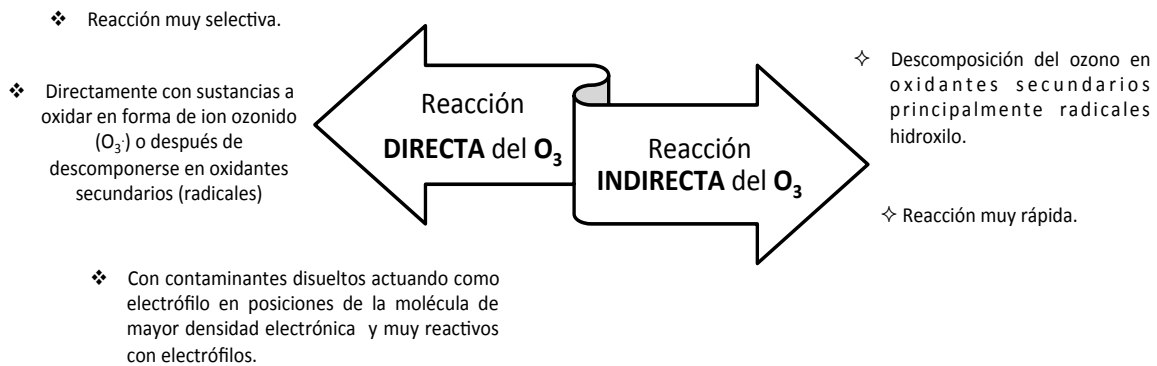 ❖ Reacción muy selectiva.
❖ Directamente con sustancias a
oxidar en forma de ion ozonido
(O₃⁻) o después de
descomponerse en oxidantes
secundarios (radicales)
❖ Con contaminantes disueltos actuando como
electrófilo en posiciones de la molécula de
mayor densidad electrónica y muy reactivos
con electrófilos.
Reacción
DIRECTA del O₃
Reacción
INDIRECTA del O₃
✧ Descomposición del ozono en
oxidantes secundarios
principalmente radicales
hidroxilo.
✧ Reacción muy rápida.